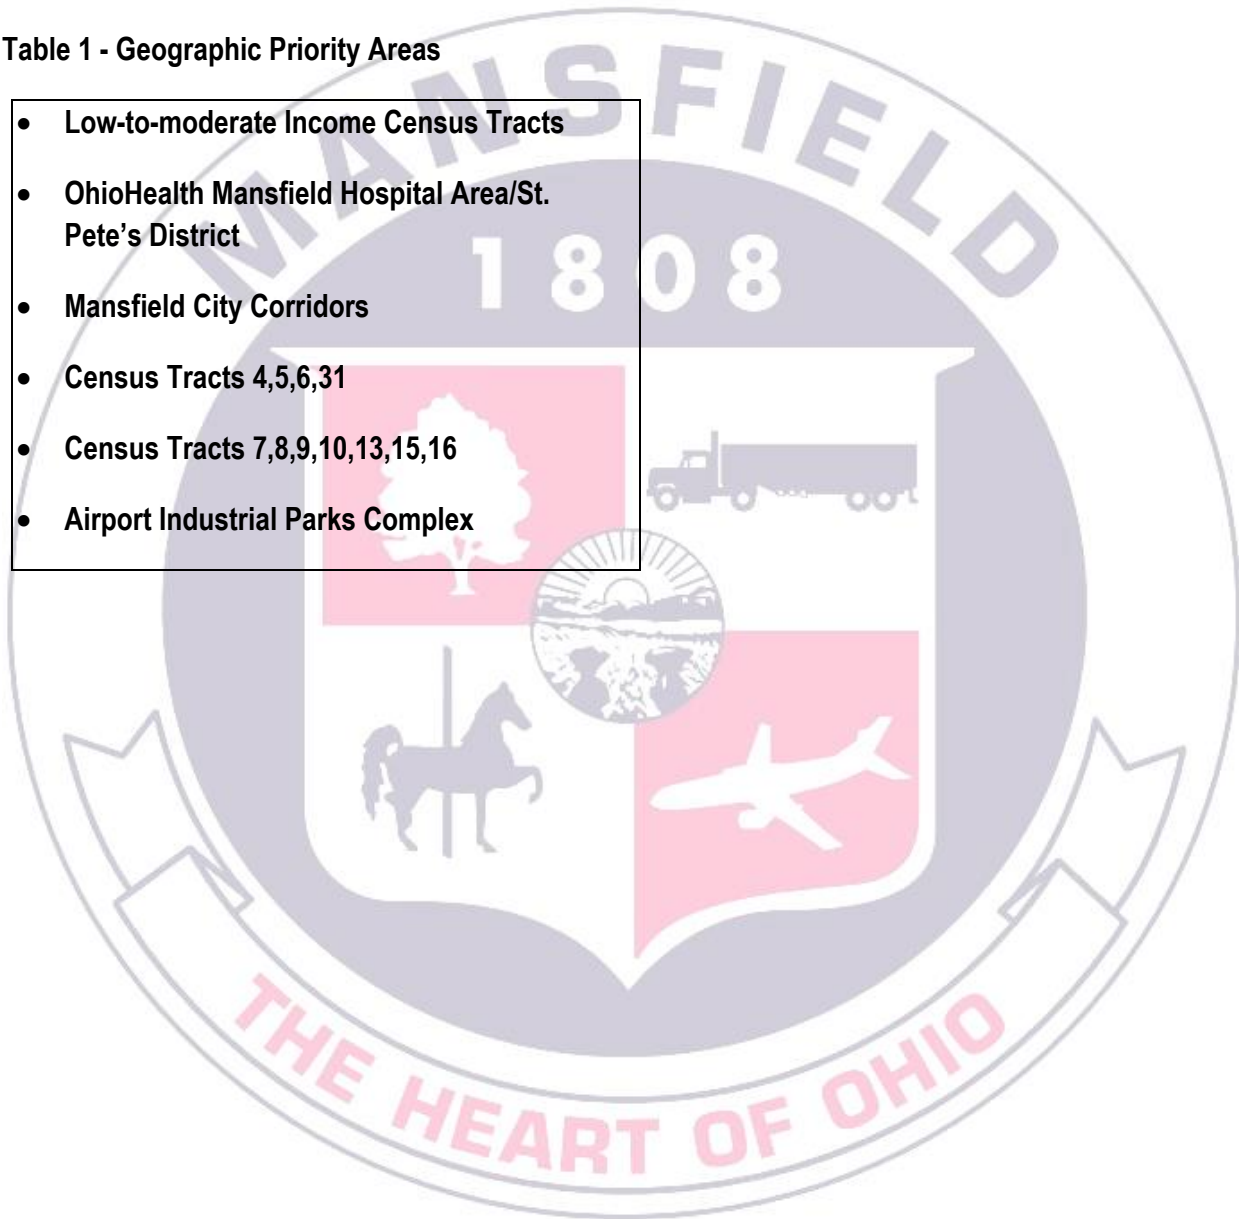 Table 1 - Geographic Priority Areas
• Low-to-moderate Income Census Tracts
• OhioHealth Mansfield Hospital Area/St.
Pete’s District
• Mansfield City Corridors
• Census Tracts 4,5,6,31
• Census Tracts 7,8,9,10,13,15,16
• Airport Industrial Parks Complex
MANSFIELD
1808
THE HEART OF OHIO